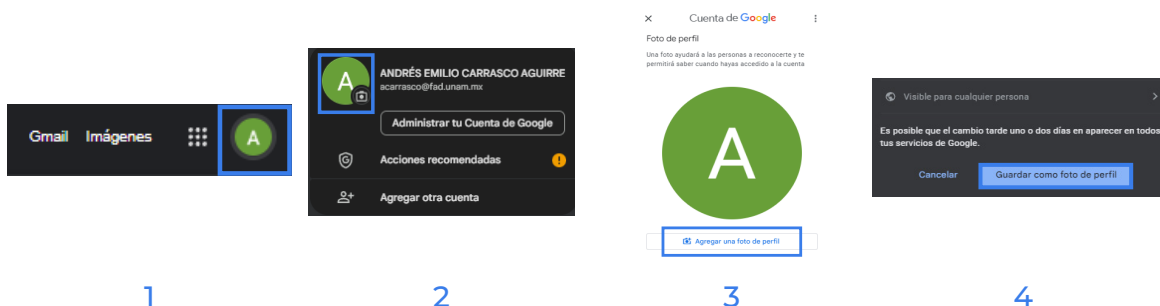 Gmail Imágenes
A
A
ANDRÉS EMILIO CARRASCO AGUIRRE
acarrasco@fad.unam.mx
Administrar tu Cuenta de Google
Acciones recomendadas
Agregar otra cuenta
Cuenta de Google
Foto de perfil
Una foto ayudará a las personas a reconocerte y te
permitirá saber cuando hayas accedido a la cuenta
A
Agregar una foto de perfil
Visible para cualquier persona
Es posible que el cambio tarde uno o dos días en aparecer en todos
tus servicios de Google.
Cancelar Guardar como foto de perfil
1 2 3 4